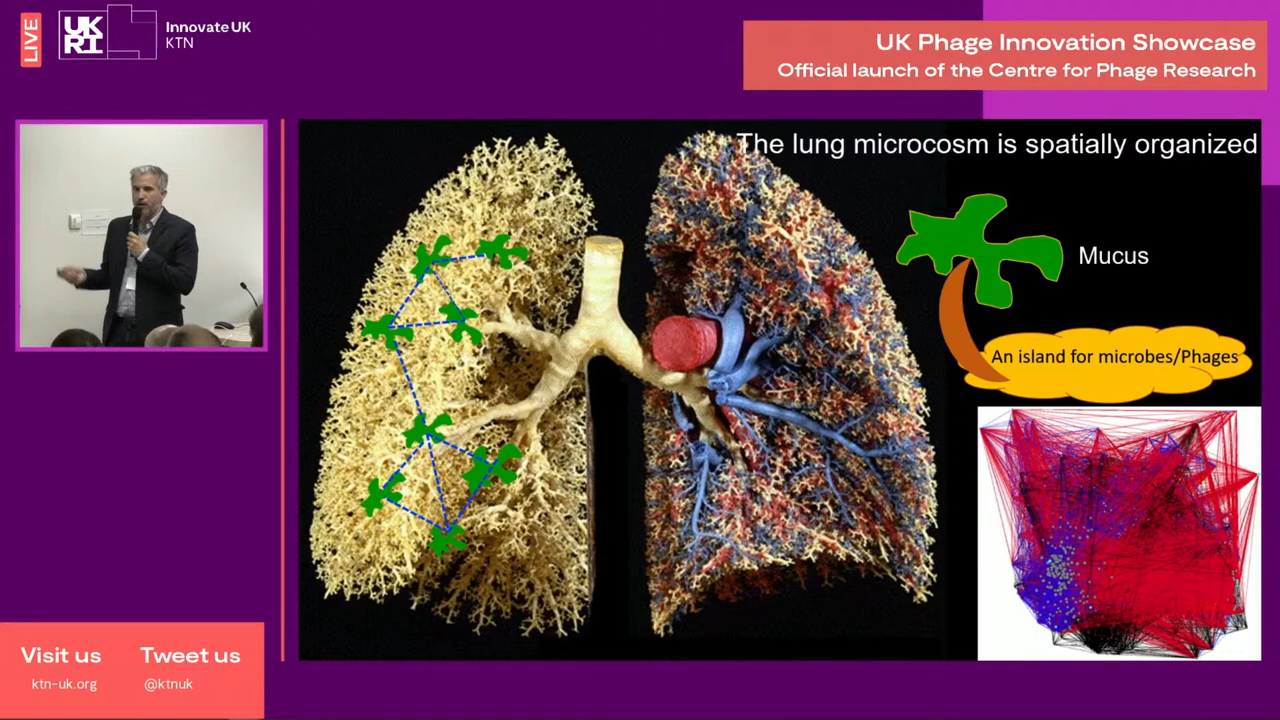 LIVE
UK
RI
Innovate UK
KTN
UK Phage Innovation Showcase
Official launch of the Centre for Phage Research
The lung microcosm is spatially organized
Mucus
An island for microbes/Phages
Visit us
ktn-uk.org
Tweet us
@ktnuk